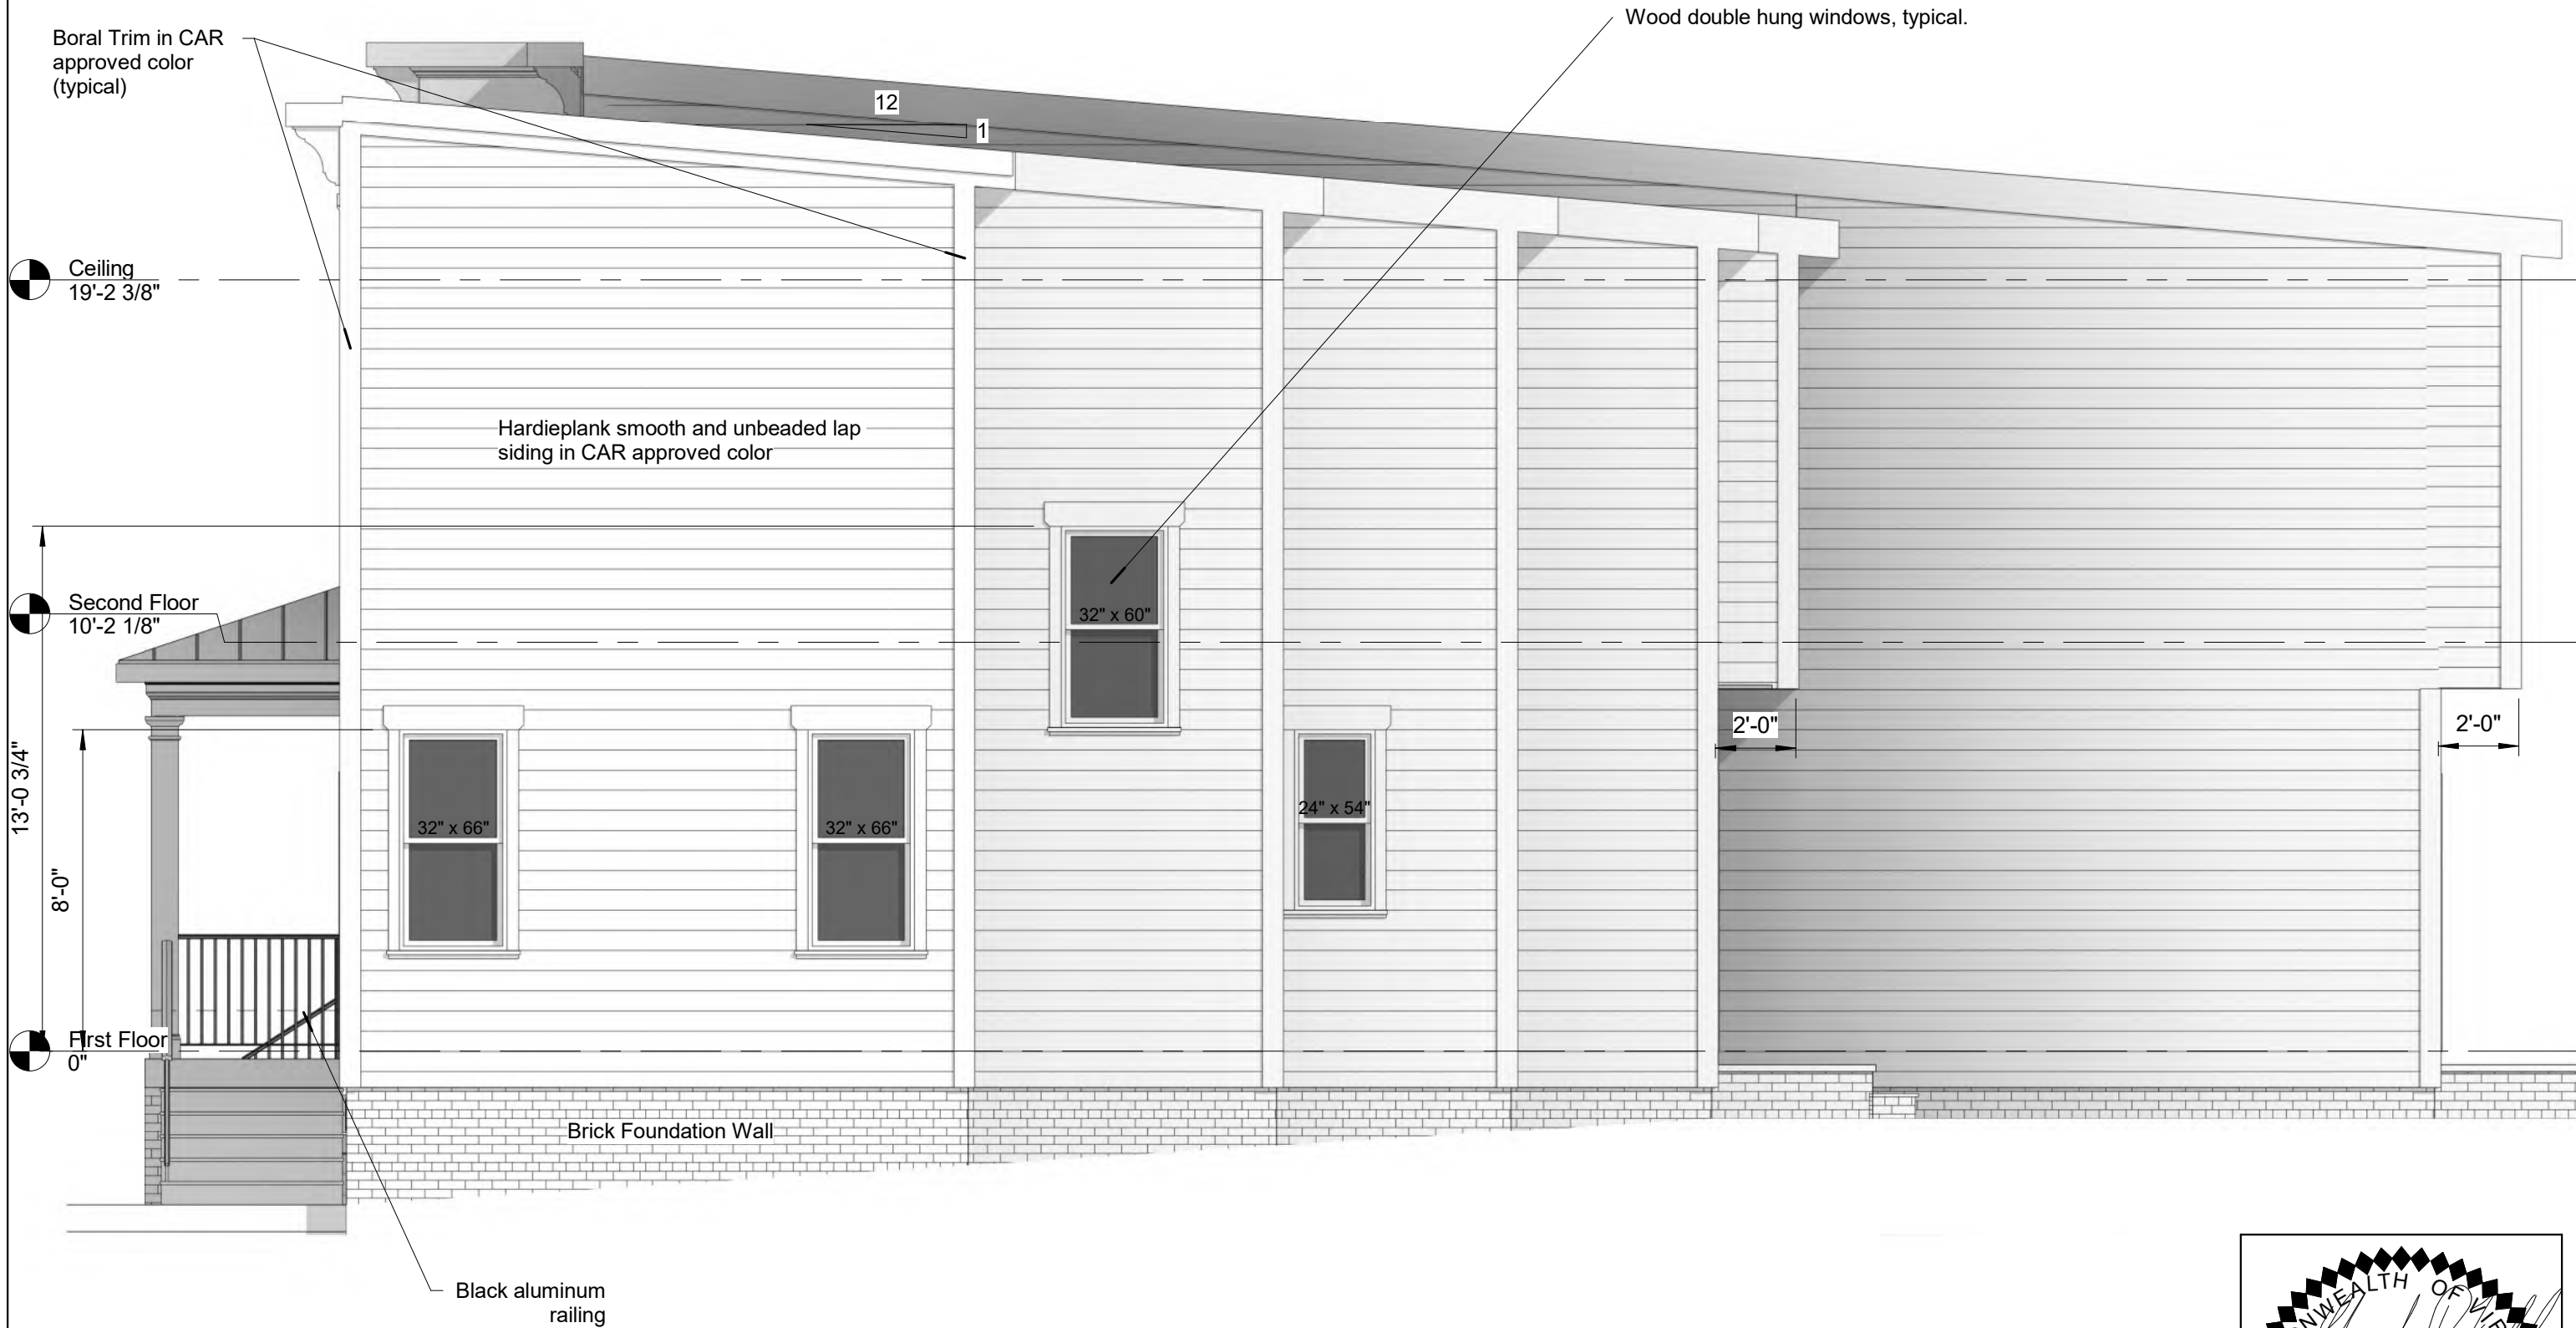 Wood double hung windows, typical.
Boral Trim in CAR
approved color
(typical)
12
1
Ceiling
19'-2 3/8"
Hardieplank smooth and unbeaded lap
siding in CAR approved color
Second Floor
10'-2 1/8"
32" x 60"
2'-0"
2'-0"
13'-0 3/4"
8'-0"
32" x 66"
32" x 66"
24" x 54"
First Floor
0"
Brick Foundation Wall
Black aluminum
railing
NWEALTH OF VI